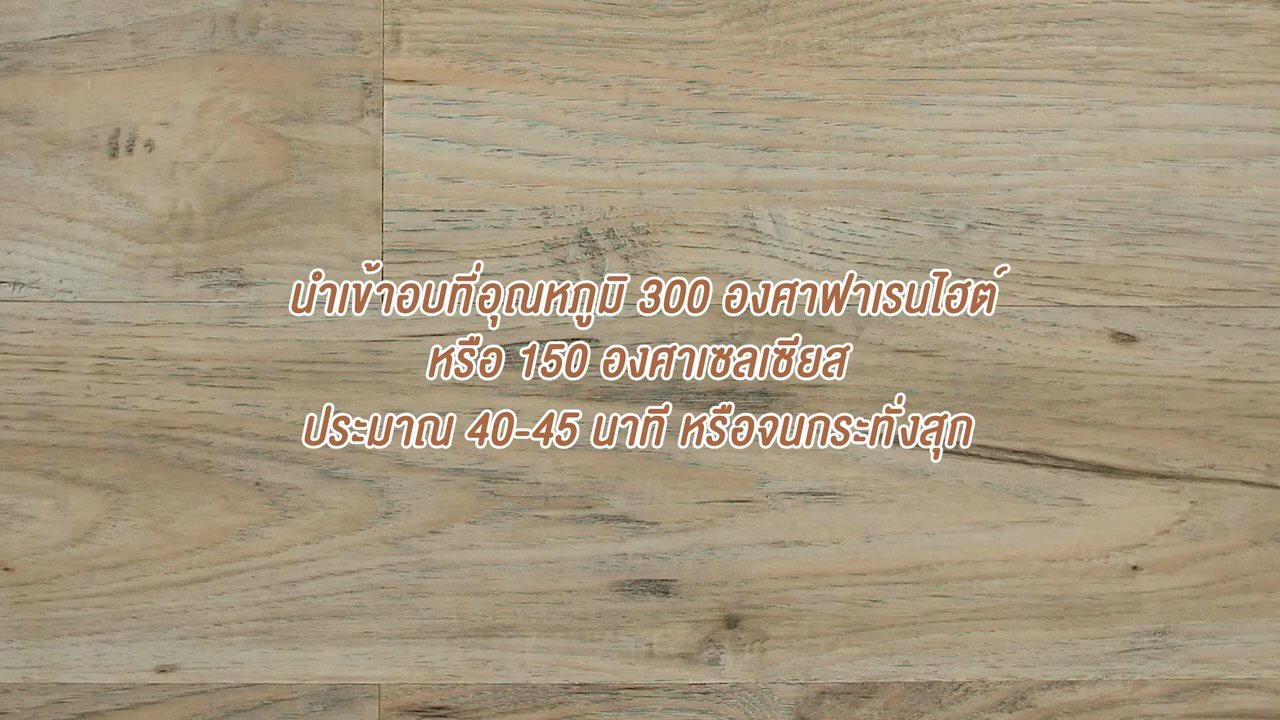 นำเข้าอบที่อุณหภูมิ 300 องศาฟาเรนไฮต์
หรือ 150 องศาเซลเซียส
ประมาณ 40-45 นาที หรือจนกระทั่งสุก